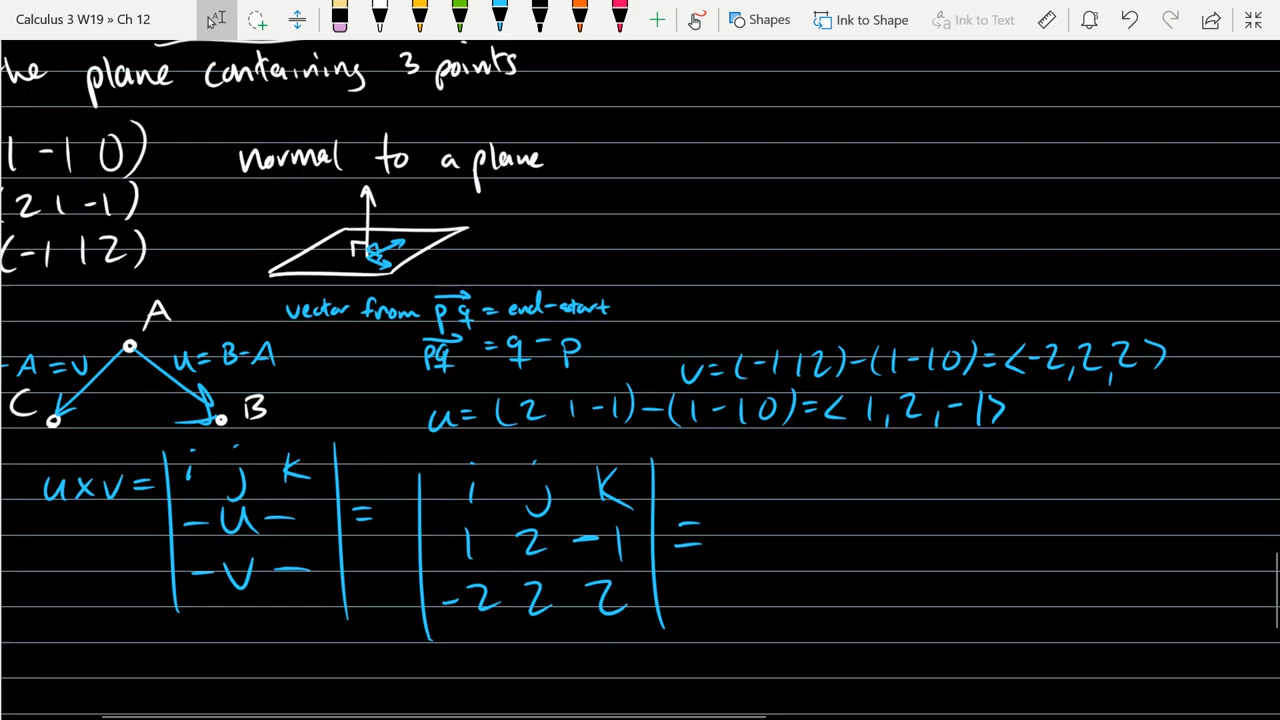 Calculus 3 W19 » Ch 12
Shapes
Ink to Shape
Ink to Text
he plane containing 3 points
1 -1 0)
(2 1 -1)
(-1 1 2)
normal to a plane
A
- A = v
u = B-A
C
B
vector from pq = end-start
pq = q - p
v = (-1 1 2) - (1 -1 0) = <-2, 2, 2>
u = (2 1 -1) - (1 -1 0) = <1, 2, -1>
u x v = | i j k |
| - u - | =
| - v - |
| i j k |
| 1 2 -1 | =
| -2 2 2 |